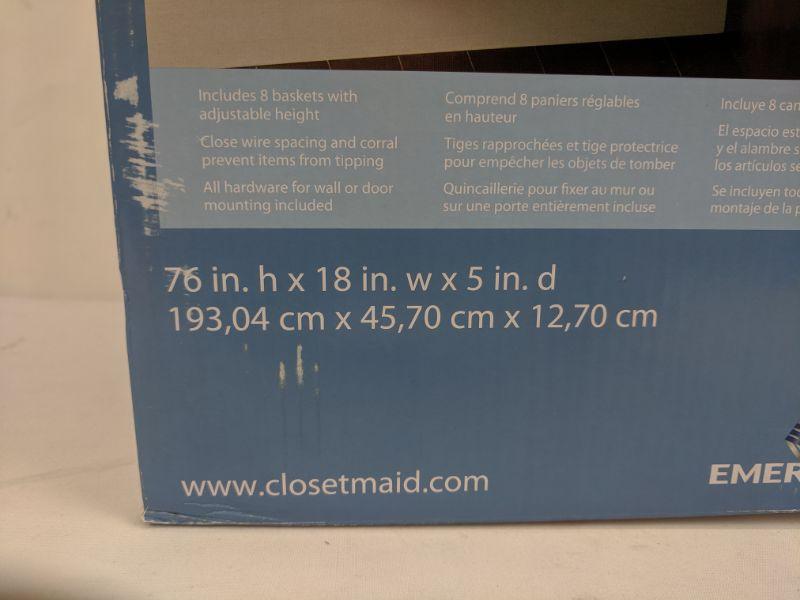 Includes 8 baskets with
adjustable height
Close wire spacing and corral
prevent items from tipping
All hardware for wall or door
mounting included
Comprend 8 paniers réglables
en hauteur
Tiges rapprochées et tige protectrice
pour empêcher les objets de tomber
Quincaillerie pour fixer au mur ou
sur une porte entièrement incluse
Incluye 8 can
El espacio est
y el alambre s
los artículos se
Se incluyen too
montaje de la p
76 in. h x 18 in. w x 5 in. d
193,04 cm x 45,70 cm x 12,70 cm
www.closetmaid.com
EMER